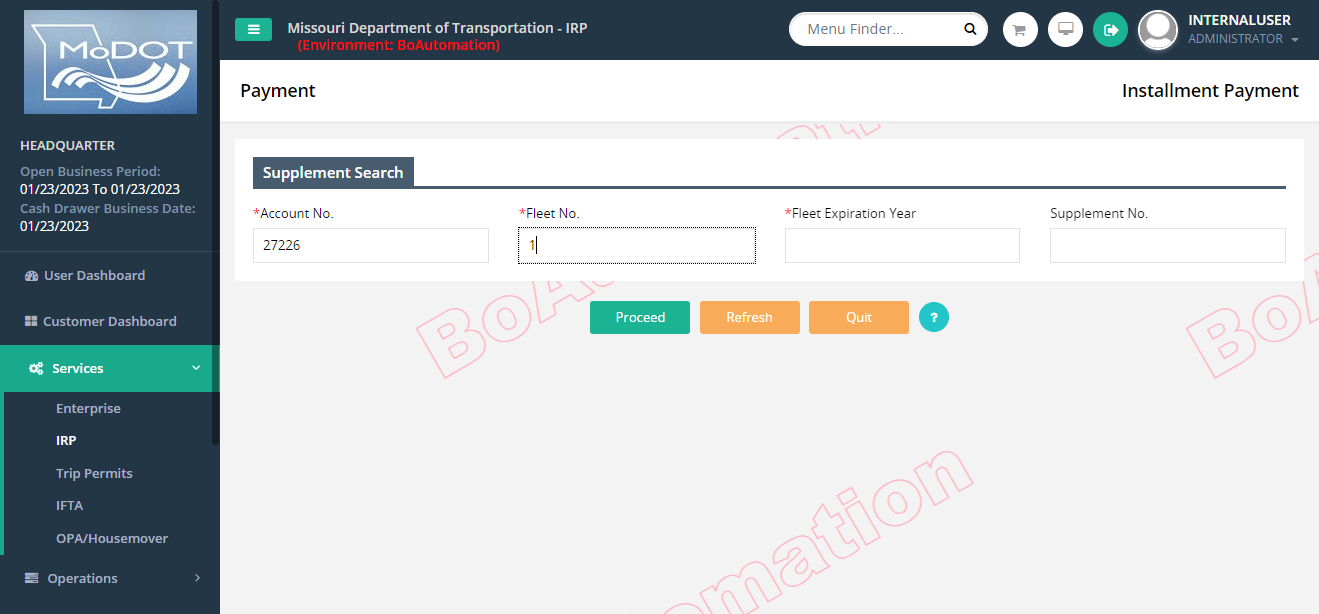 MoDOT
Missouri Department of Transportation - IRP
(Environment: BoAutomation)
Menu Finder...
INTERNALUSER
ADMINISTRATOR
HEADQUARTER
Open Business Period:
01/23/2023 To 01/23/2023
Cash Drawer Business Date:
01/23/2023
User Dashboard
Customer Dashboard
Services
Enterprise
IRP
Trip Permits
IFTA
OPA/Housemover
Operations
Payment
Installment Payment
Supplement Search
*Account No.
*Fleet No.
*Fleet Expiration Year
Supplement No.
27226
1
Proceed
Refresh
Quit
?